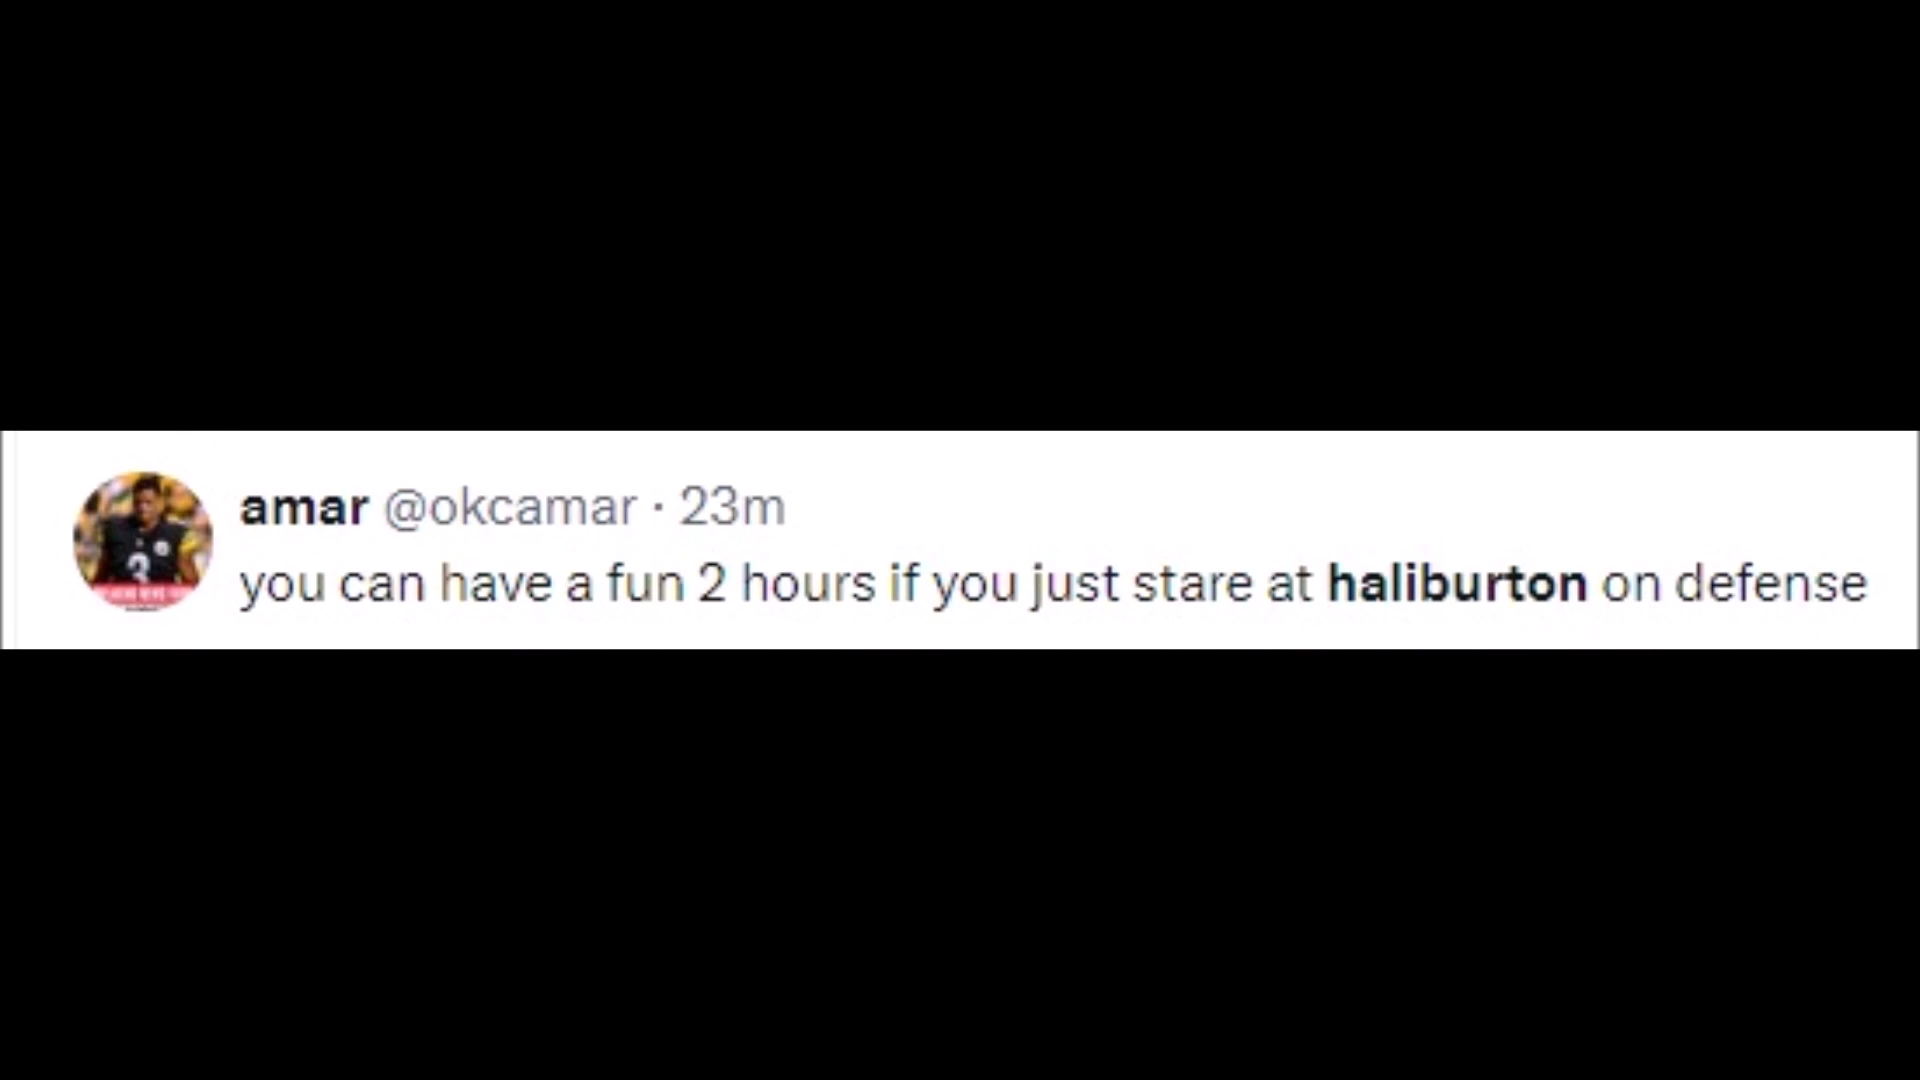 amar @okcamar · 23m
you can have a fun 2 hours if you just stare at haliburton on defense